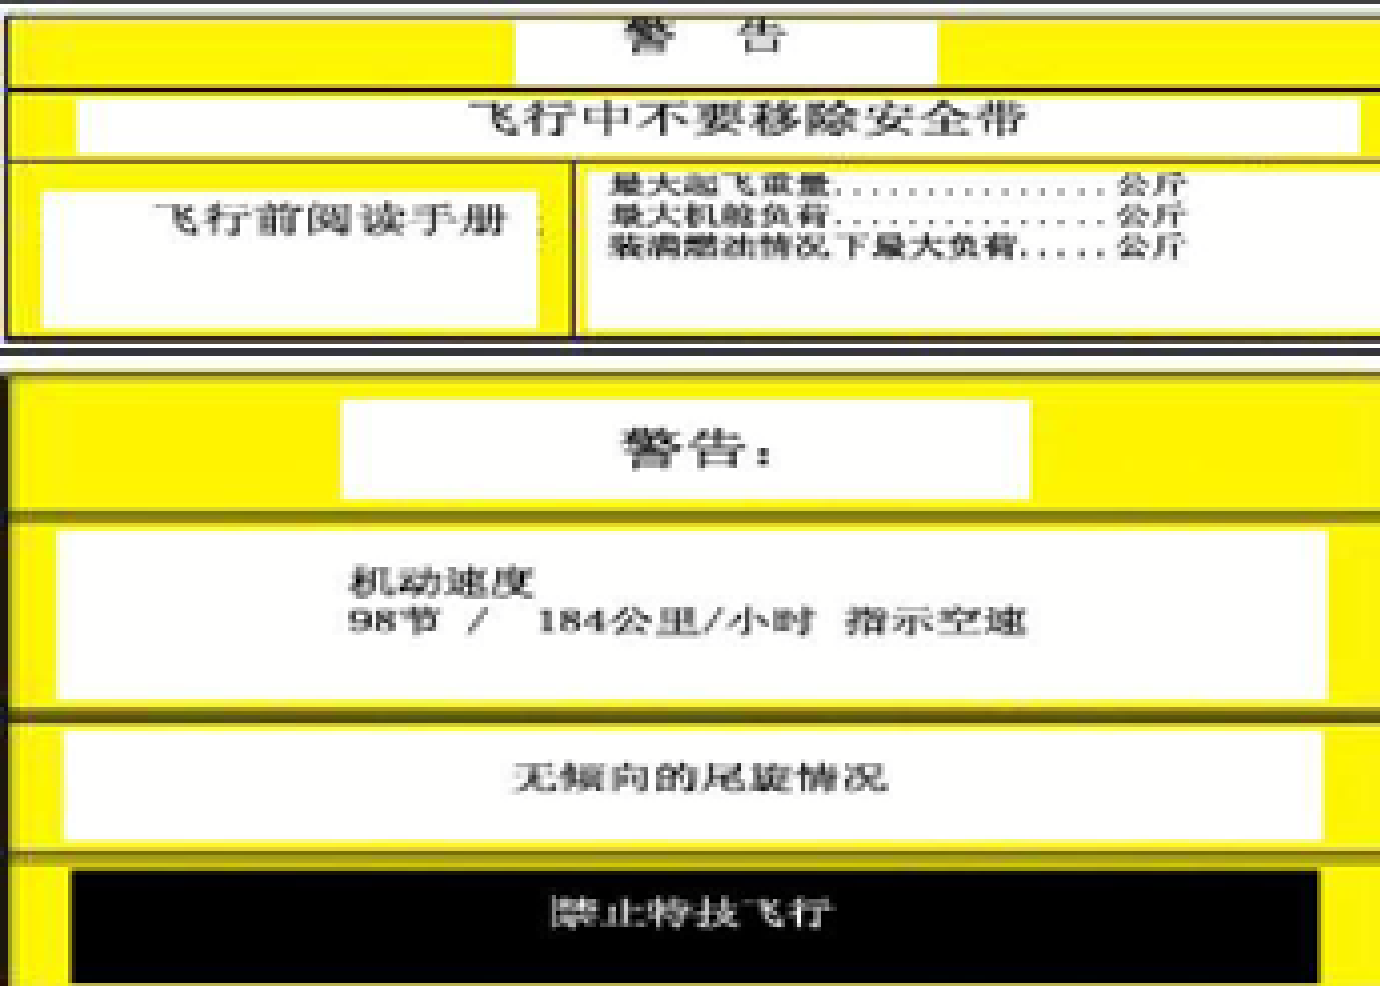 警 告
飞行中不要移除安全带
飞行前阅读手册
最大起飞重量............... 公斤
最大机舱负荷............... 公斤
装满燃油情况下最大负荷..... 公斤
警告:
机动速度
98节 / 184公里/小时 指示空速
无倾向的尾旋情况
禁止特技飞行